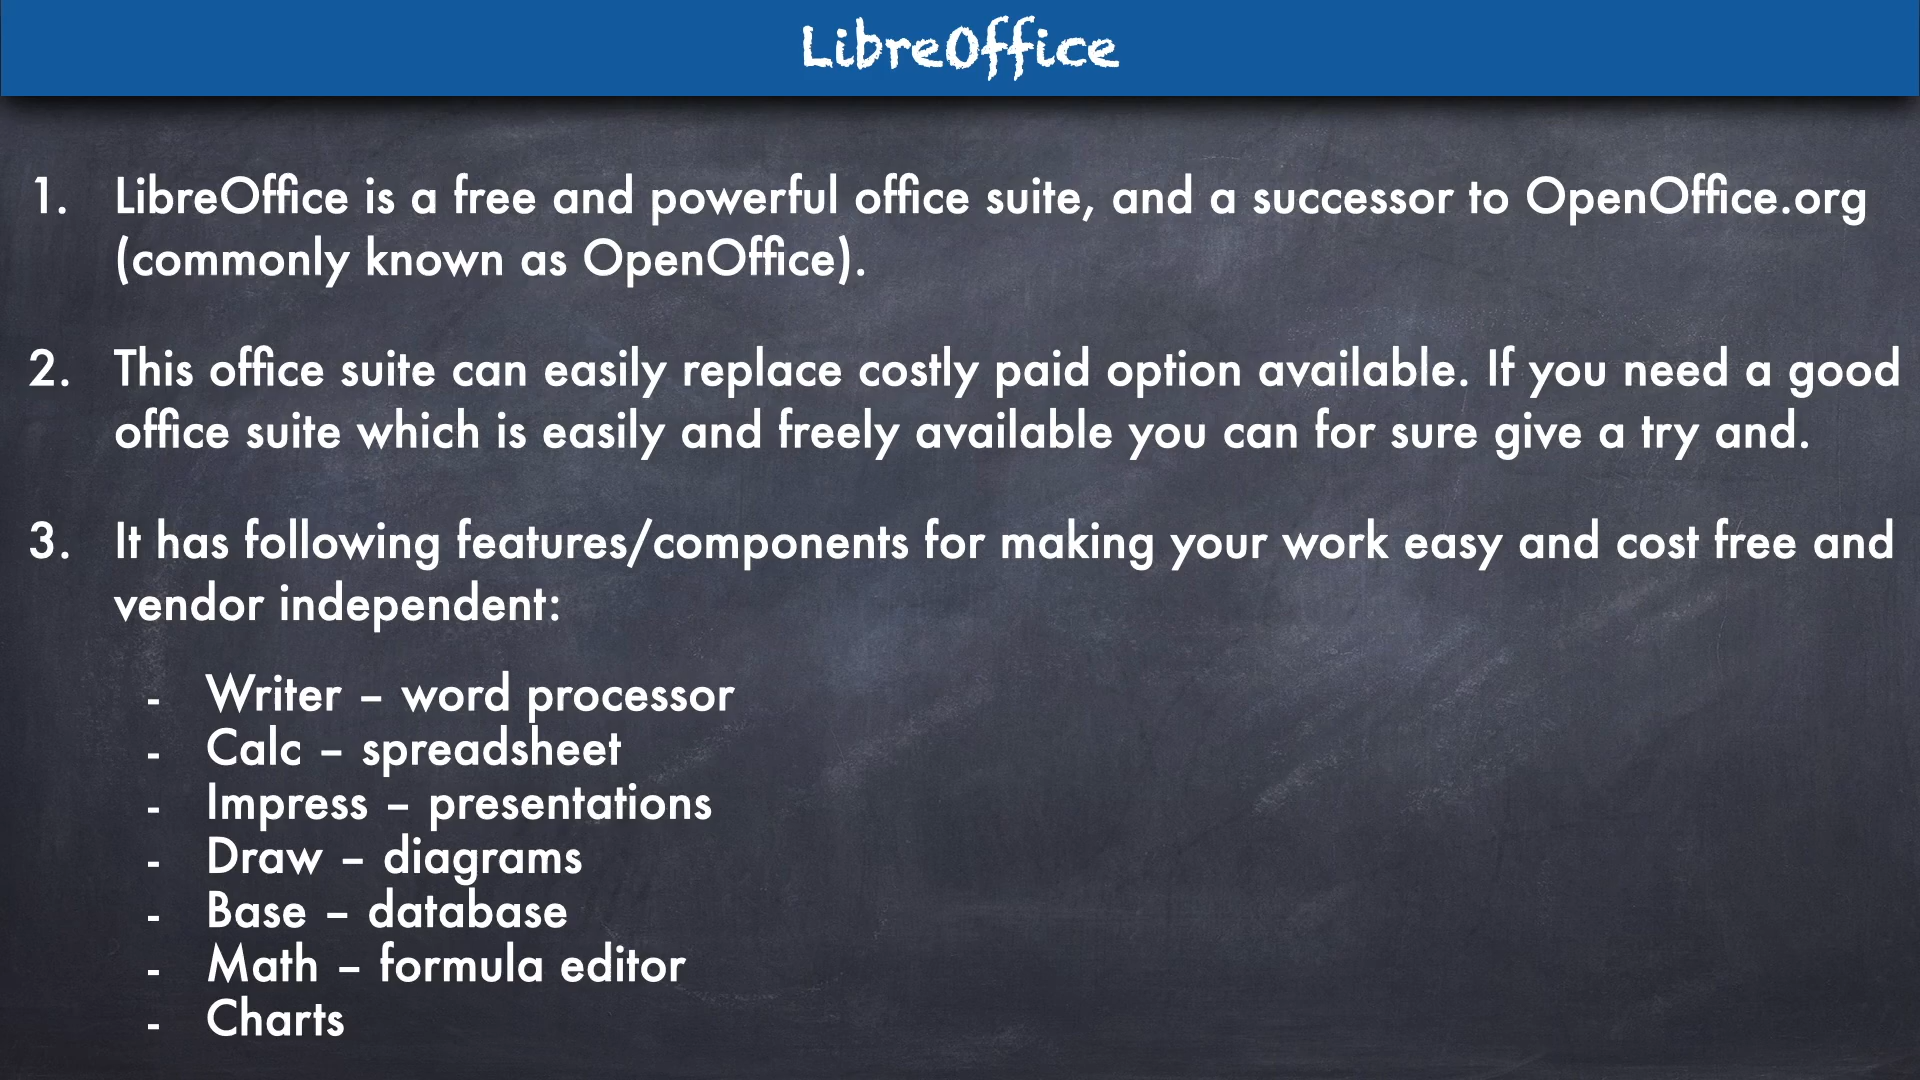 LibreOffice
1. LibreOffice is a free and powerful office suite, and a successor to OpenOffice.org
(commonly known as OpenOffice).
2. This office suite can easily replace costly paid option available. If you need a good
office suite which is easily and freely available you can for sure give a try and.
3. It has following features/components for making your work easy and cost free and
vendor independent:
- Writer – word processor
- Calc – spreadsheet
- Impress – presentations
- Draw – diagrams
- Base – database
- Math – formula editor
- Charts